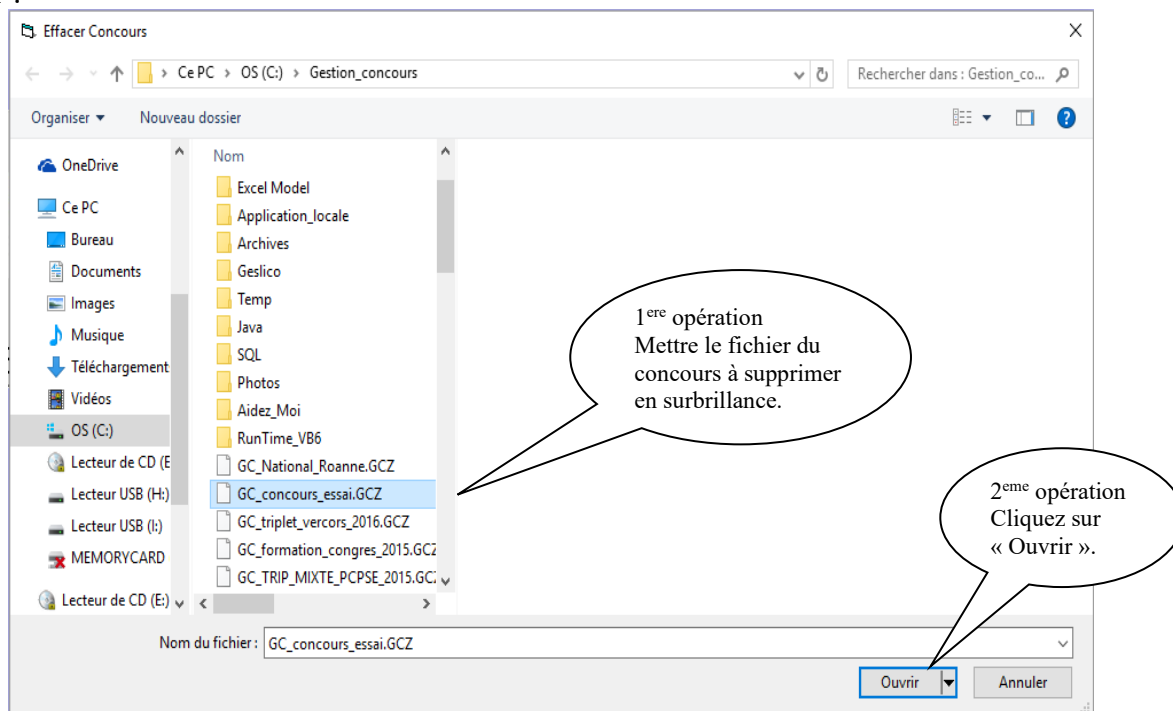 Effacer Concours
Ce PC > OS (C:) > Gestion_concours
Rechercher dans : Gestion_co...
Organiser
Nouveau dossier
?
OneDrive
Ce PC
Bureau
Documents
Images
Musique
Téléchargement
Vidéos
OS (C:)
Lecteur de CD (E
Lecteur USB (H:)
Lecteur USB (I:)
MEMORYCARD
Lecteur de CD (E:)
Nom
Excel Model
Application_locale
Archives
Geslico
Temp
Java
SQL
Photos
Aidez_Moi
RunTime_VB6
GC_National_Roanne.GCZ
GC_concours_essai.GCZ
GC_triplet_vercors_2016.GCZ
GC_formation_congres_2015.GCZ
GC_TRIP_MIXTE_PCPSE_2015.GCZ
1ere opération
Mettre le fichier du
concours à supprimer
en surbrillance.
2eme opération
Cliquez sur
« Ouvrir ».
Nom du fichier :
GC_concours_essai.GCZ
Ouvrir
Annuler